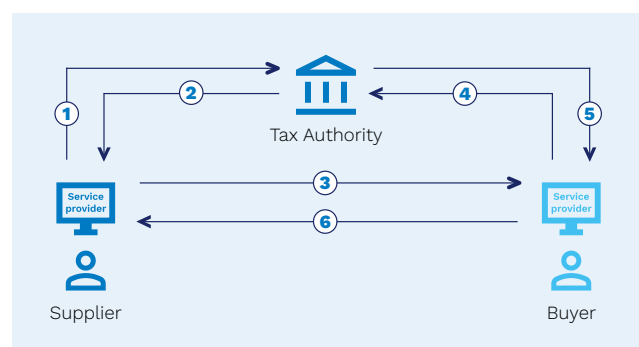 2
4
1
5
Tax Authority
3
Service
provider
Service
provider
6
Supplier
Buyer